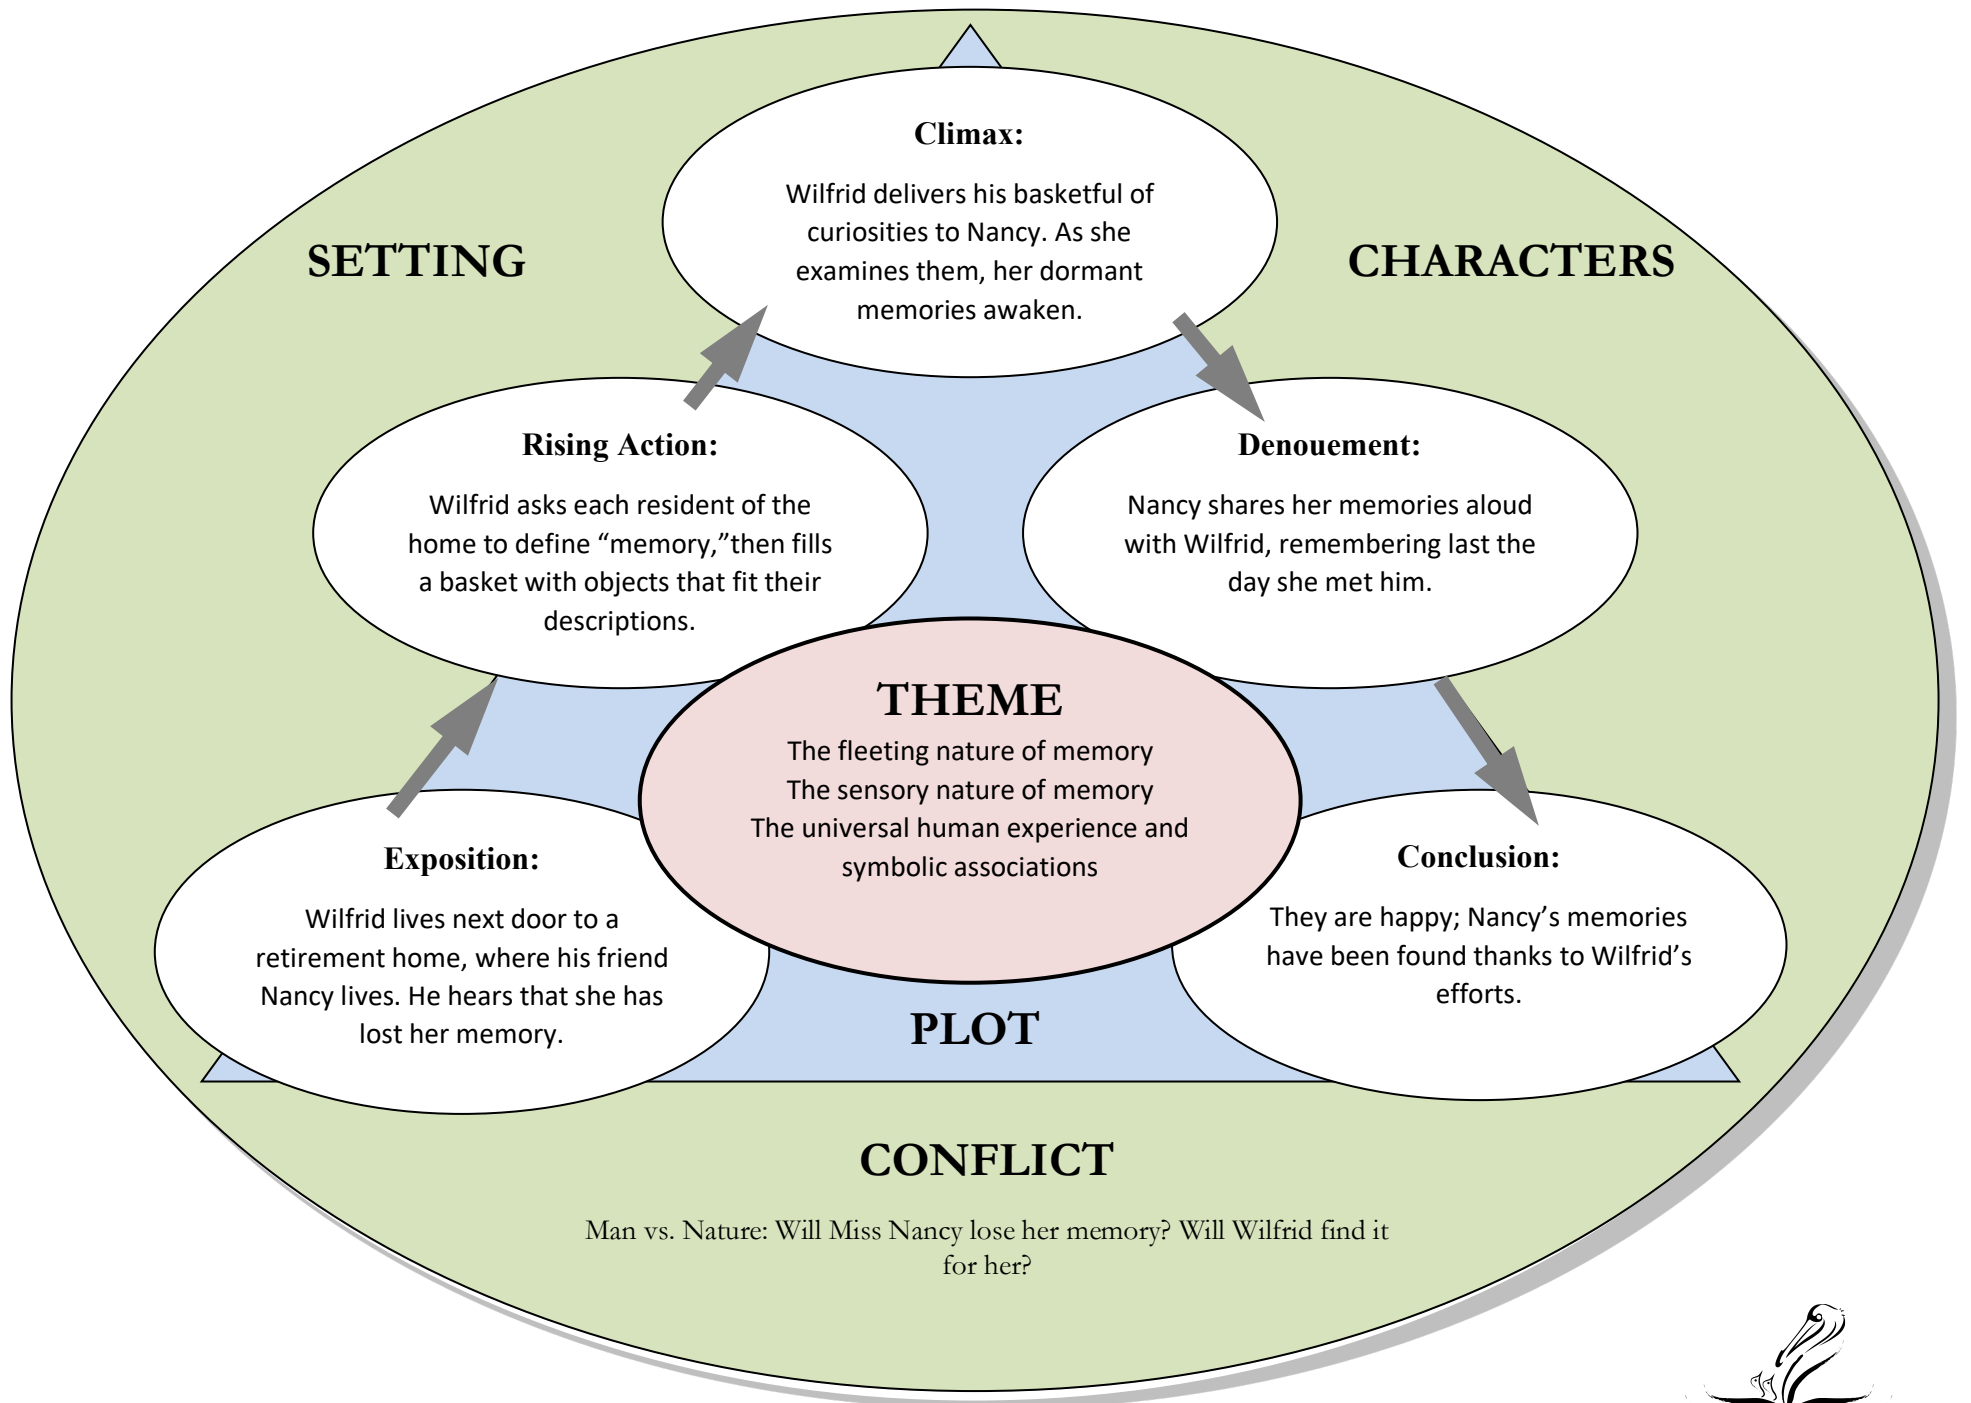 Climax:
Wilfrid delivers his basketful of
curiosities to Nancy. As she
examines them, her dormant
memories awaken.
SETTING
CHARACTERS
Rising Action:
Wilfrid asks each resident of the
home to define “memory,”then fills
a basket with objects that fit their
descriptions.
Denouement:
Nancy shares her memories aloud
with Wilfrid, remembering last the
day she met him.
THEME
The fleeting nature of memory
The sensory nature of memory
The universal human experience and
symbolic associations
Exposition:
Wilfrid lives next door to a
retirement home, where his friend
Nancy lives. He hears that she has
lost her memory.
Conclusion:
They are happy; Nancy’s memories
have been found thanks to Wilfrid’s
efforts.
PLOT
CONFLICT
Man vs. Nature: Will Miss Nancy lose her memory? Will Wilfrid find it
for her?